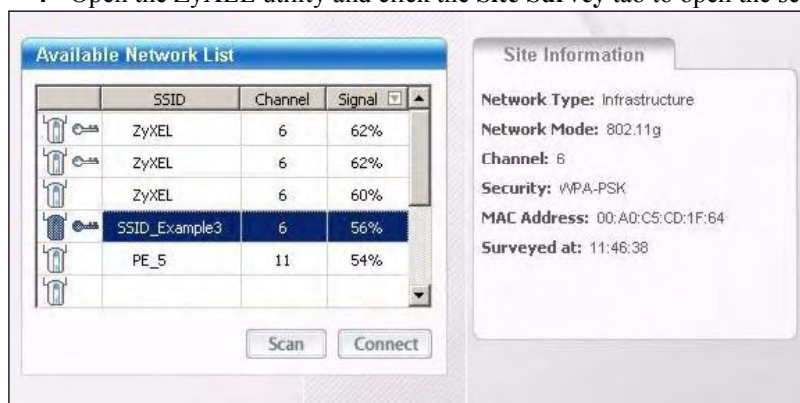 Open the ZyXEL utility and click the Site Survey tab to open the
Available Network List
SSID Channel Signal
ZyXEL 6 62%
ZyXEL 6 62%
ZyXEL 6 60%
SSID_Example3 6 56%
PE_5 11 54%
Scan Connect
Site Information
Network Type: Infrastructure
Network Mode: 802.11g
Channel: 6
Security: WPA-PSK
MAC Address: 00:A0:C5:CD:1F:64
Surveyed at: 11:46:38